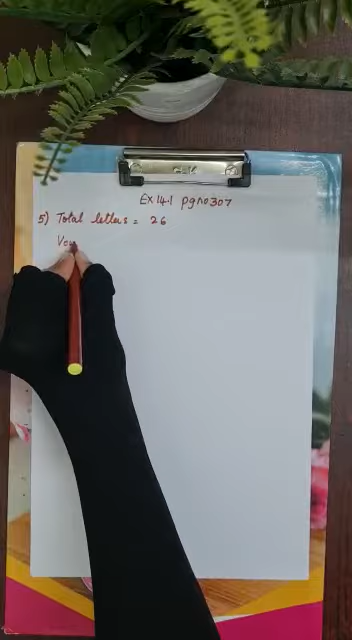 Ex 14.1 pg no 307
5) Total letters = 26